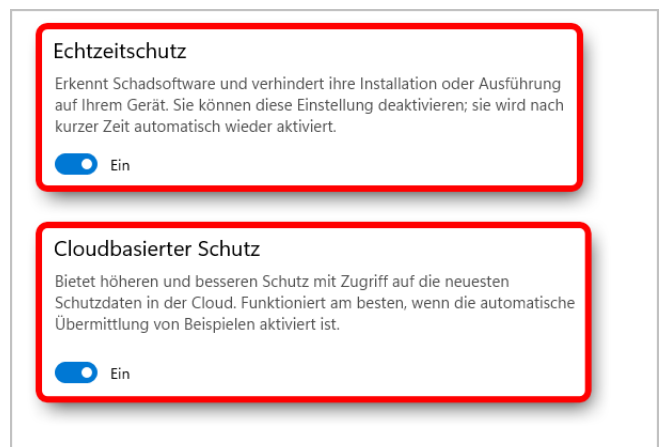 Echtzeitschutz
Erkennt Schadsoftware und verhindert ihre Installation oder Ausführung
auf Ihrem Gerät. Sie können diese Einstellung deaktivieren; sie wird nach
kurzer Zeit automatisch wieder aktiviert.
Ein
Cloudbasierter Schutz
Bietet höheren und besseren Schutz mit Zugriff auf die neuesten
Schutzdaten in der Cloud. Funktioniert am besten, wenn die automatische
Übermittlung von Beispielen aktiviert ist.
Ein